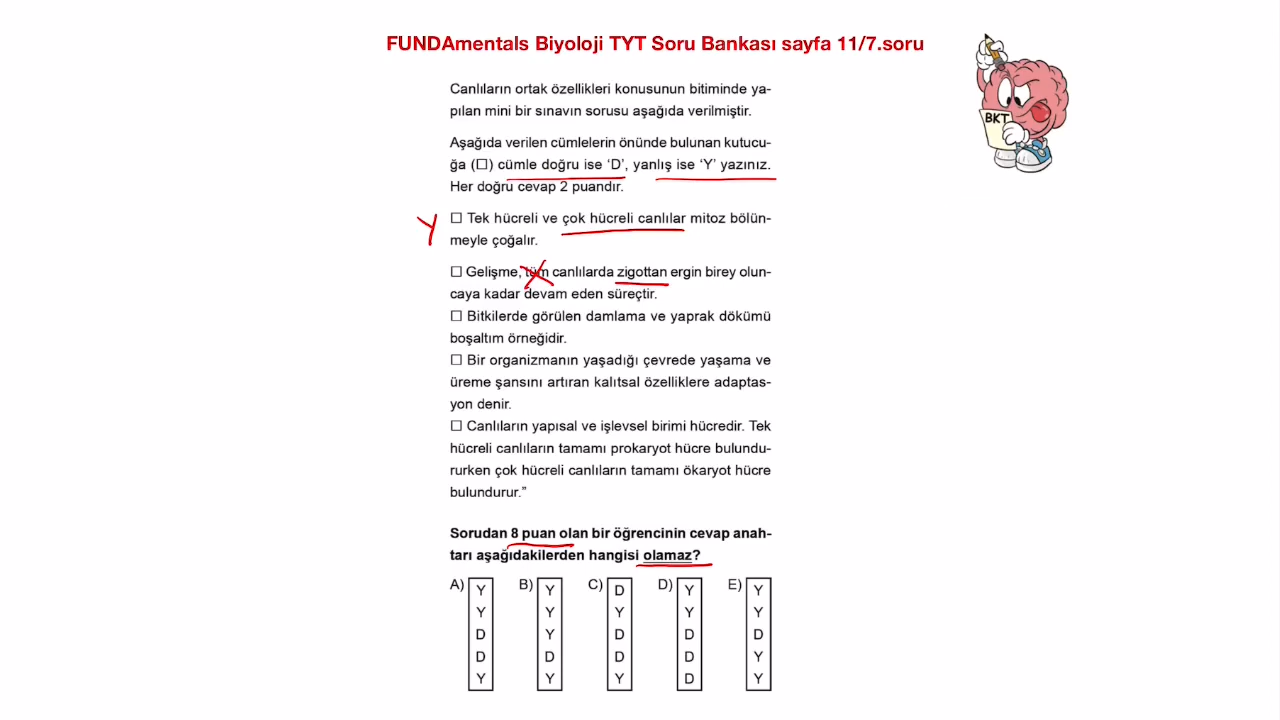 FUNDAmentals Biyoloji TYT Soru Bankası sayfa 11/7.soru
BKT
Canlıların ortak özellikleri konusunun bitiminde ya-
pılan mini bir sınavın sorusu aşağıda verilmiştir.
Aşağıda verilen cümlelerin önünde bulunan kutucu-
ğa (☐) cümle doğru ise ‘D’, yanlış ise ‘Y’ yazınız.
Her doğru cevap 2 puandır.
Y ☐ Tek hücreli ve çok hücreli canlılar mitoz bölün-
meyle çoğalır.
☐ Gelişme, tüm canlılarda zigottan ergin birey olun-
caya kadar devam eden süreçtir.
☐ Bitkilerde görülen damlama ve yaprak dökümü
boşaltım örneğidir.
☐ Bir organizmanın yaşadığı çevrede yaşama ve
üreme şansını artıran kalıtsal özelliklere adaptas-
yon denir.
☐ Canlıların yapısal ve işlevsel birimi hücredir. Tek
hücreli canlıların tamamı prokaryot hücre bulundu-
rurken çok hücreli canlıların tamamı ökaryot hücre
bulundurur.”
Sorudan 8 puan olan bir öğrencinin cevap anah-
tarı aşağıdakilerden hangisi olamaz?
A) Y B) Y C) D D) Y E) Y
Y Y Y Y Y
D Y D D D
D D D D Y
Y Y Y D Y